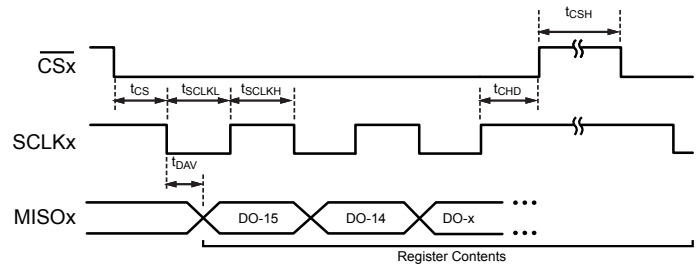 tCSH
CSx
tCS tSCLKL tSCLKH tCHD
SCLKx
tDAV
MISOx DO-15 DO-14 DO-x •••
•••
Register Contents